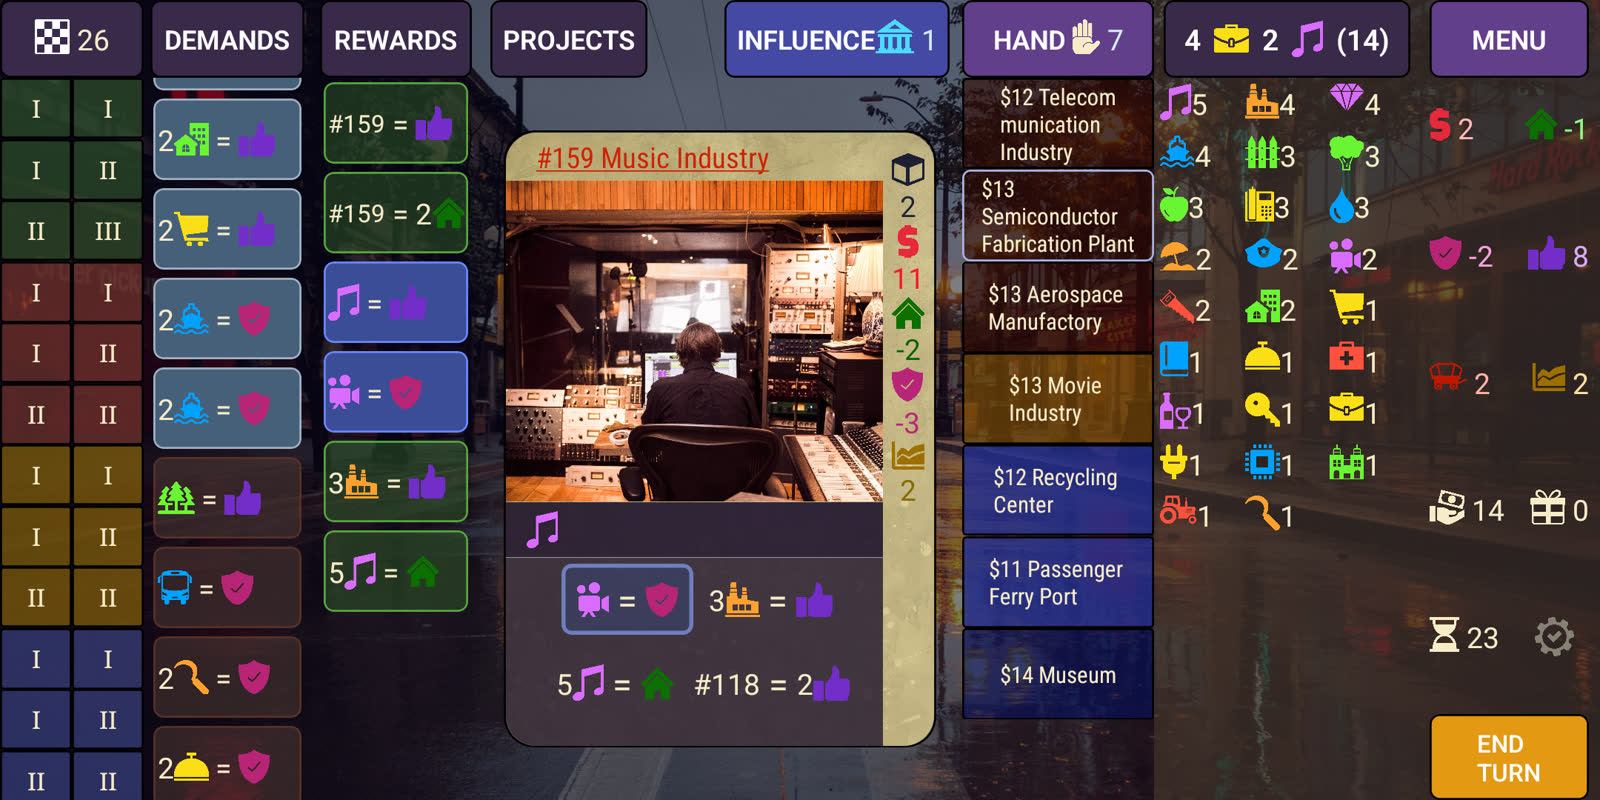 26
DEMANDS
REWARDS
PROJECTS
INFLUENCE 1
HAND 7
4 2 (14)
MENU
I I
I II
II III
I I
I II
II II
I I
I II
II II
I I
I II
II II
2 =
2 =
2 =
2 =
=
=
2 =
2 =
#159 =
#159 = 2
=
=
3 =
5 =
#159 Music Industry
2
$
11
-2
-3
2
=
3 =
5 =
#118 = 2
$12 Telecom
munication
Industry
$13
Semiconductor
Fabrication Plant
$13 Aerospace
Manufactory
$13 Movie
Industry
$12 Recycling
Center
$11 Passenger
Ferry Port
$14 Museum
5 4 4
4 3 3
3 3 3
2 2 2
2 2 1
1 1 1
1 1 1
1 1 1
1 1
$ 2 -1
-2 8
2 2
14 0
23
END
TURN